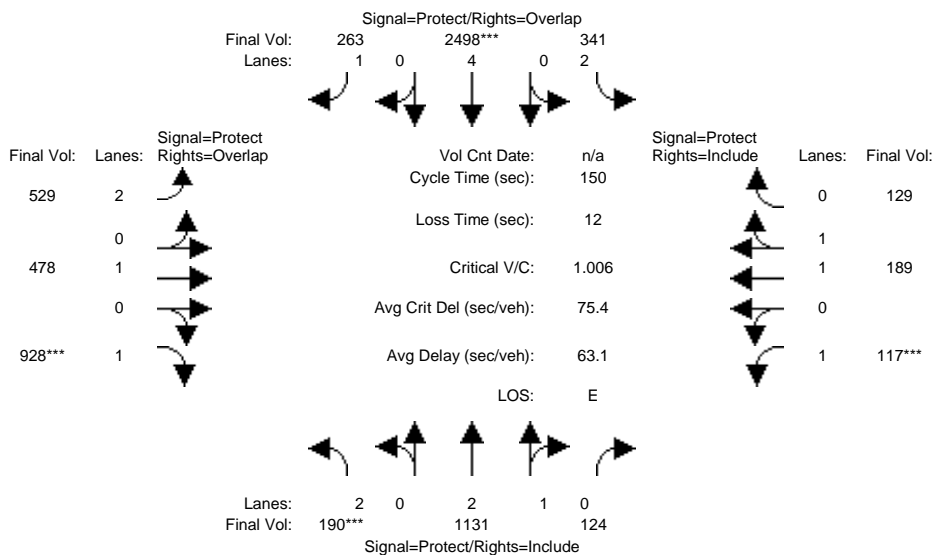 Signal=Protect/Rights=Overlap
Final Vol: 263 2498*** 341
Lanes: 1 0 4 0 2
Signal=Protect Signal=Protect
Final Vol: Lanes: Rights=Overlap Vol Cnt Date: n/a Rights=Include Lanes: Final Vol:
Cycle Time (sec): 150
529 2 0 129
Loss Time (sec): 12
0 1
478 1 Critical V/C: 1.006 1 189
0 Avg Crit Del (sec/veh): 75.4 0
928*** 1 Avg Delay (sec/veh): 63.1 1 117***
LOS: E
Lanes: 2 0 2 1 0
Final Vol: 190*** 1131 124
Signal=Protect/Rights=Include